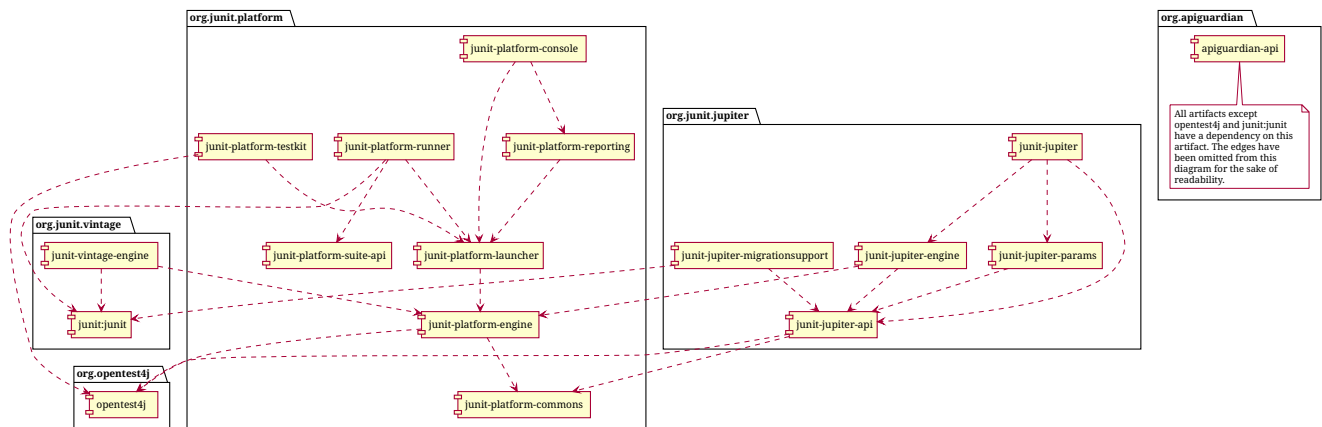 org.junit.platform
org.apiguardian
junit-platform-console
apiguardian-api
All artifacts except
opentest4j and junit:junit
have a dependency on this
artifact. The edges have
been omitted from this
diagram for the sake of
readability.
org.junit.jupiter
junit-platform-testkit
junit-platform-runner
junit-platform-reporting
junit-jupiter
org.junit.vintage
junit-vintage-engine
junit-platform-suite-api
junit-platform-launcher
junit-jupiter-migrationsupport
junit-jupiter-engine
junit-jupiter-params
junit:junit
junit-platform-engine
junit-jupiter-api
org.opentest4j
opentest4j
junit-platform-commons